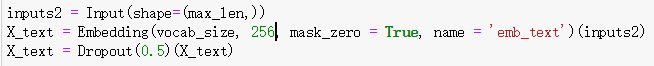 inputs2 = Input(shape=(max_len,))
X_text = Embedding(vocab_size, 256, mask_zero = True, name = 'emb_text')(inputs2)
X_text = Dropout(0.5)(X_text)